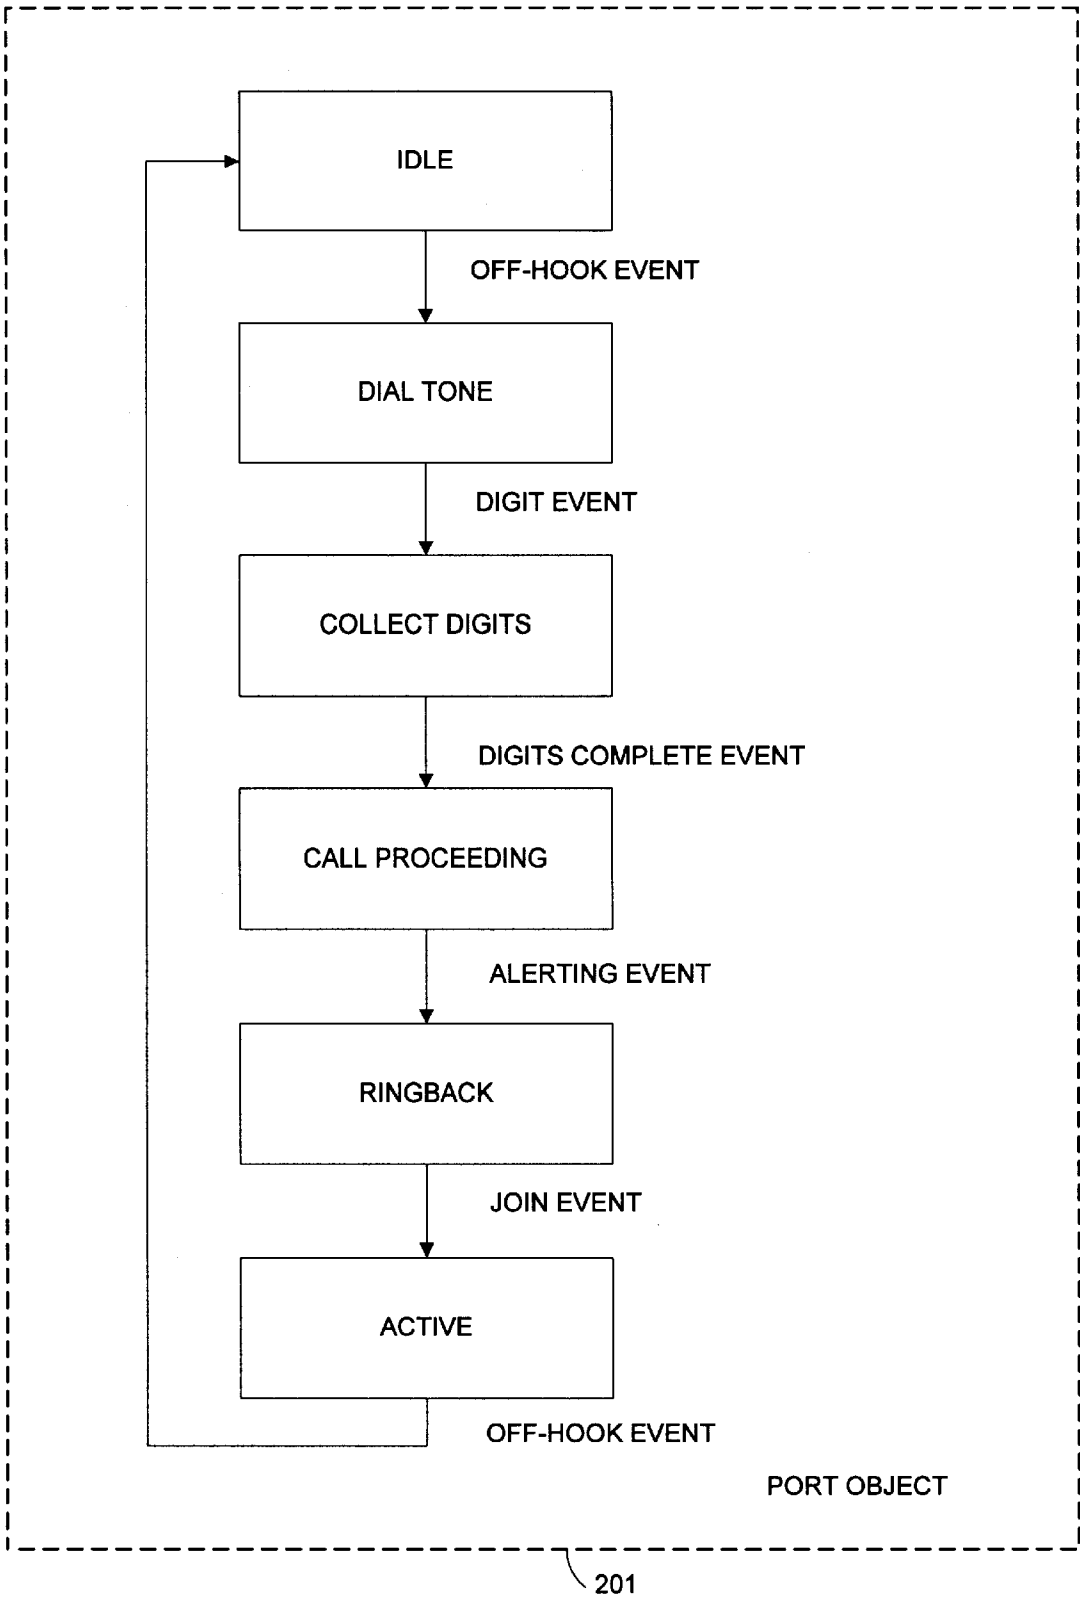 IDLE
OFF-HOOK EVENT
DIAL TONE
DIGIT EVENT
COLLECT DIGITS
DIGITS COMPLETE EVENT
CALL PROCEEDING
ALERTING EVENT
RINGBACK
JOIN EVENT
ACTIVE
OFF-HOOK EVENT
PORT OBJECT
201